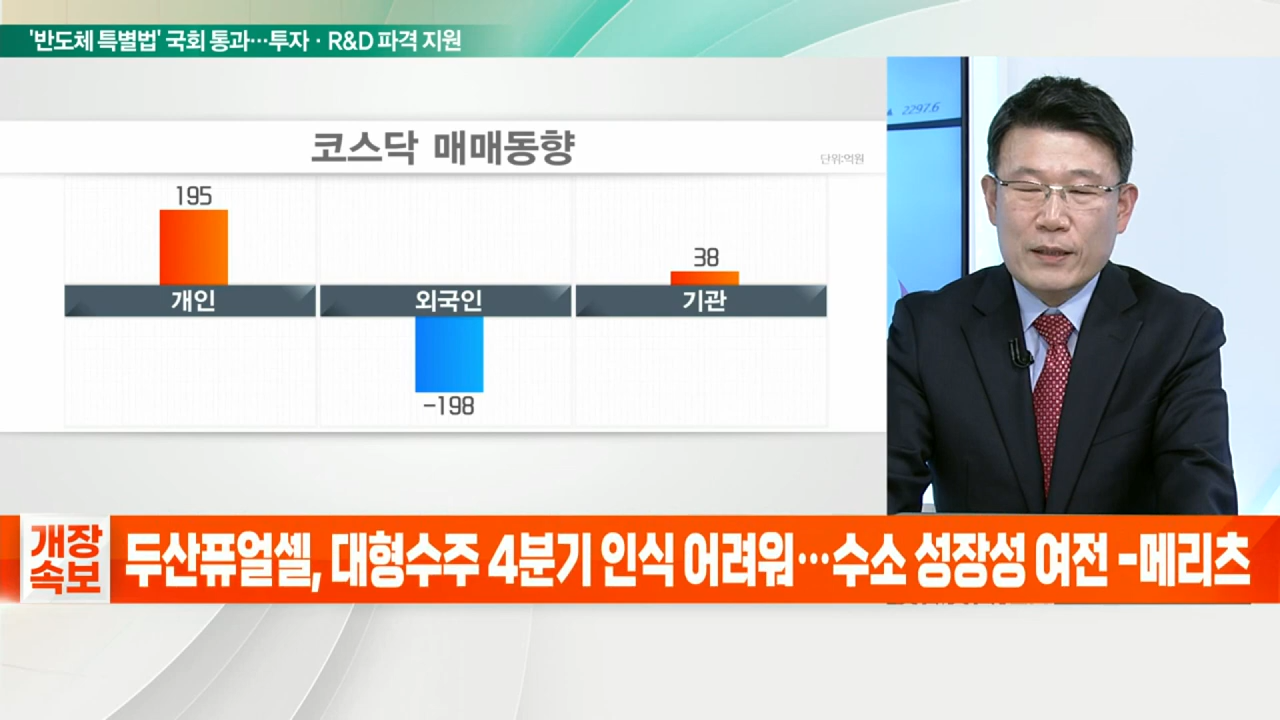 '반도체 특별법' 국회 통과…투자·R&D 파격 지원
▲ 2297.6
코스닥 매매동향
단위:억원
195
38
개인
외국인
기관
-198
개장
속보
두산퓨얼셀, 대형수주 4분기 인식 어려워…수소 성장성 여전 -메리츠